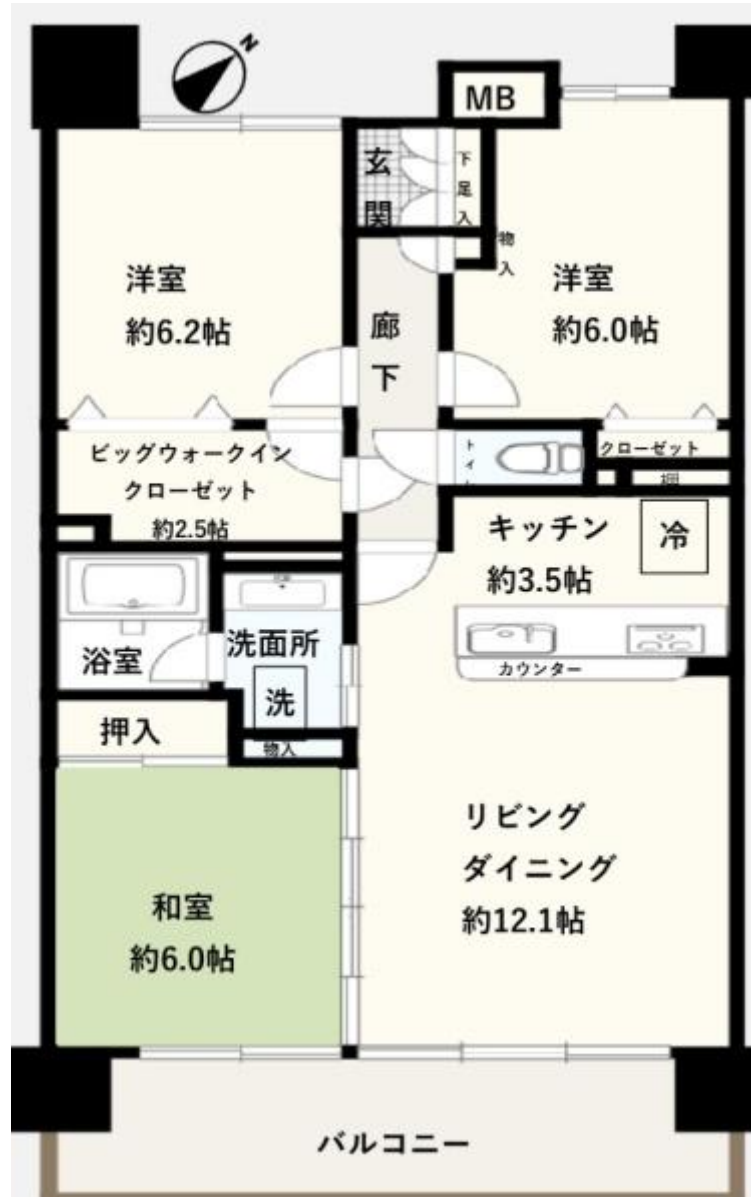 N
MB
玄関
下足入
物入
洋室
約6.2帖
洋室
約6.0帖
廊下
ビッグウォークイン
クローゼット
約2.5帖
トイレ
クローゼット
キッチン
約3.5帖
冷
カウンター
浴室
洗面所
洗
押入
物入
リビング
ダイニング
約12.1帖
和室
約6.0帖
バルコニー